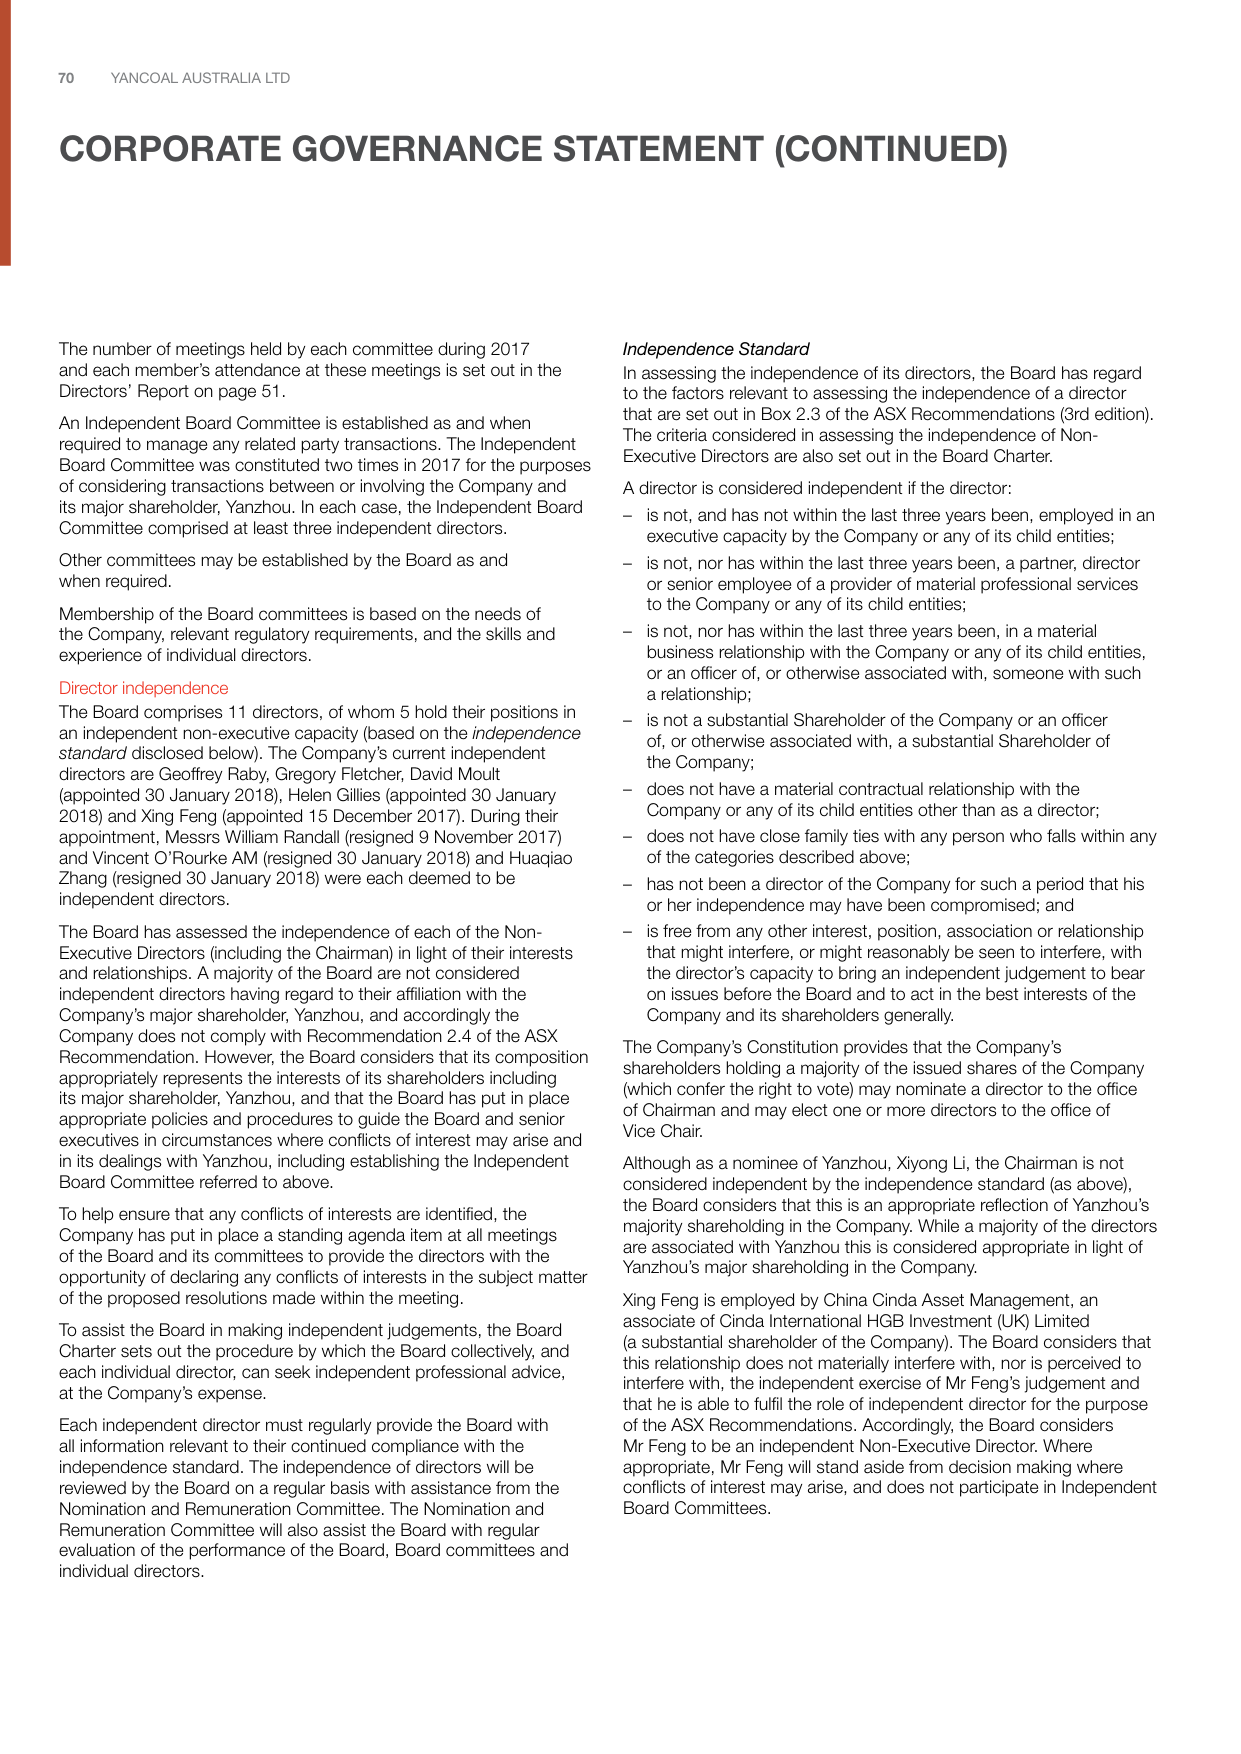 70 YANCOAL AUSTRALIA LTD
CORPORATE GOVERNANCE STATEMENT (CONTINUED)
The number of meetings held by each committee during 2017
and each member’s attendance at these meetings is set out in the
Directors’ Report on page 51.
An Independent Board Committee is established as and when
required to manage any related party transactions. The Independent
Board Committee was constituted two times in 2017 for the purposes
of considering transactions between or involving the Company and
its major shareholder, Yanzhou. In each case, the Independent Board
Committee comprised at least three independent directors.
Other committees may be established by the Board as and
when required.
Membership of the Board committees is based on the needs of
the Company, relevant regulatory requirements, and the skills and
experience of individual directors.
Director independence
The Board comprises 11 directors, of whom 5 hold their positions in
an independent non-executive capacity (based on the independence
standard disclosed below). The Company’s current independent
directors are Geoffrey Raby, Gregory Fletcher, David Moult
(appointed 30 January 2018), Helen Gillies (appointed 30 January
2018) and Xing Feng (appointed 15 December 2017). During their
appointment, Messrs William Randall (resigned 9 November 2017)
and Vincent O’Rourke AM (resigned 30 January 2018) and Huaqiao
Zhang (resigned 30 January 2018) were each deemed to be
independent directors.
The Board has assessed the independence of each of the Non-
Executive Directors (including the Chairman) in light of their interests
and relationships. A majority of the Board are not considered
independent directors having regard to their affiliation with the
Company’s major shareholder, Yanzhou, and accordingly the
Company does not comply with Recommendation 2.4 of the ASX
Recommendation. However, the Board considers that its composition
appropriately represents the interests of its shareholders including
its major shareholder, Yanzhou, and that the Board has put in place
appropriate policies and procedures to guide the Board and senior
executives in circumstances where conflicts of interest may arise and
in its dealings with Yanzhou, including establishing the Independent
Board Committee referred to above.
To help ensure that any conflicts of interests are identified, the
Company has put in place a standing agenda item at all meetings
of the Board and its committees to provide the directors with the
opportunity of declaring any conflicts of interests in the subject matter
of the proposed resolutions made within the meeting.
To assist the Board in making independent judgements, the Board
Charter sets out the procedure by which the Board collectively, and
each individual director, can seek independent professional advice,
at the Company’s expense.
Each independent director must regularly provide the Board with
all information relevant to their continued compliance with the
independence standard. The independence of directors will be
reviewed by the Board on a regular basis with assistance from the
Nomination and Remuneration Committee. The Nomination and
Remuneration Committee will also assist the Board with regular
evaluation of the performance of the Board, Board committees and
individual directors.
Independence Standard
In assessing the independence of its directors, the Board has regard
to the factors relevant to assessing the independence of a director
that are set out in Box 2.3 of the ASX Recommendations (3rd edition).
The criteria considered in assessing the independence of Non-
Executive Directors are also set out in the Board Charter.
A director is considered independent if the director:
– is not, and has not within the last three years been, employed in an
executive capacity by the Company or any of its child entities;
– is not, nor has within the last three years been, a partner, director
or senior employee of a provider of material professional services
to the Company or any of its child entities;
– is not, nor has within the last three years been, in a material
business relationship with the Company or any of its child entities,
or an officer of, or otherwise associated with, someone with such
a relationship;
– is not a substantial Shareholder of the Company or an officer
of, or otherwise associated with, a substantial Shareholder of
the Company;
– does not have a material contractual relationship with the
Company or any of its child entities other than as a director;
– does not have close family ties with any person who falls within any
of the categories described above;
– has not been a director of the Company for such a period that his
or her independence may have been compromised; and
– is free from any other interest, position, association or relationship
that might interfere, or might reasonably be seen to interfere, with
the director’s capacity to bring an independent judgement to bear
on issues before the Board and to act in the best interests of the
Company and its shareholders generally.
The Company’s Constitution provides that the Company’s
shareholders holding a majority of the issued shares of the Company
(which confer the right to vote) may nominate a director to the office
of Chairman and may elect one or more directors to the office of
Vice Chair.
Although as a nominee of Yanzhou, Xiyong Li, the Chairman is not
considered independent by the independence standard (as above),
the Board considers that this is an appropriate reflection of Yanzhou’s
majority shareholding in the Company. While a majority of the directors
are associated with Yanzhou this is considered appropriate in light of
Yanzhou’s major shareholding in the Company.
Xing Feng is employed by China Cinda Asset Management, an
associate of Cinda International HGB Investment (UK) Limited
(a substantial shareholder of the Company). The Board considers that
this relationship does not materially interfere with, nor is perceived to
interfere with, the independent exercise of Mr Feng’s judgement and
that he is able to fulfil the role of independent director for the purpose
of the ASX Recommendations. Accordingly, the Board considers
Mr Feng to be an independent Non-Executive Director. Where
appropriate, Mr Feng will stand aside from decision making where
conflicts of interest may arise, and does not participate in Independent
Board Committees.